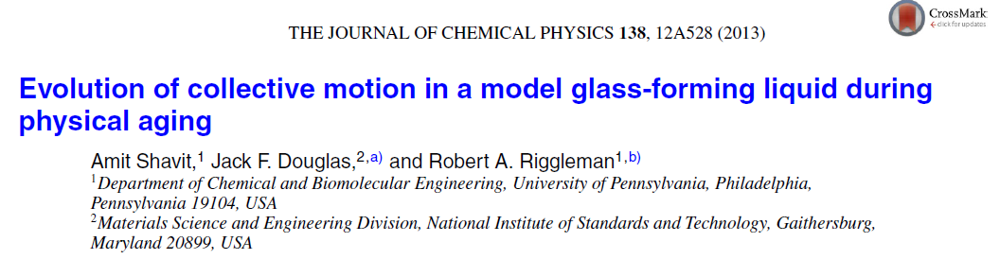 CrossMark
click for updates
THE JOURNAL OF CHEMICAL PHYSICS 138, 12A528 (2013)
Evolution of collective motion in a model glass-forming liquid during
physical aging
Amit Shavit,1 Jack F. Douglas,2,a) and Robert A. Riggleman1,b)
1Department of Chemical and Biomolecular Engineering, University of Pennsylvania, Philadelphia,
Pennsylvania 19104, USA
2Materials Science and Engineering Division, National Institute of Standards and Technology, Gaithersburg,
Maryland 20899, USA